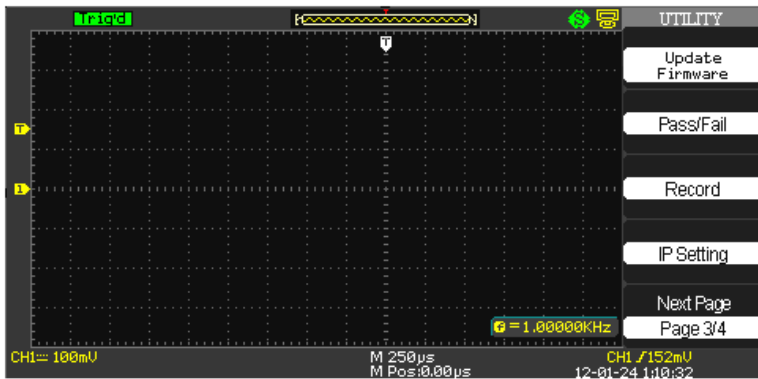 Trig'd
UTILITY
T
Update
Firmware
T
Pass/Fail
1
Record
IP Setting
Next Page
f = 1.00000KHz
Page 3/4
CH1 100mV
M 250µs
CH1 152mV
M Pos:0.00µs
12-01-24 1:10:32